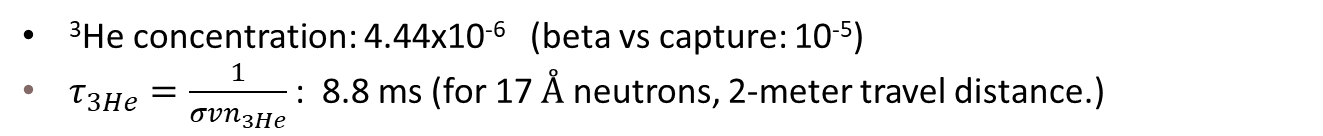 • ³He concentration: 4.44x10⁻⁶ (beta vs capture: 10⁻⁵)
• τ₃He = 1/(σvn₃He) : 8.8 ms (for 17 Å neutrons, 2-meter travel distance.)